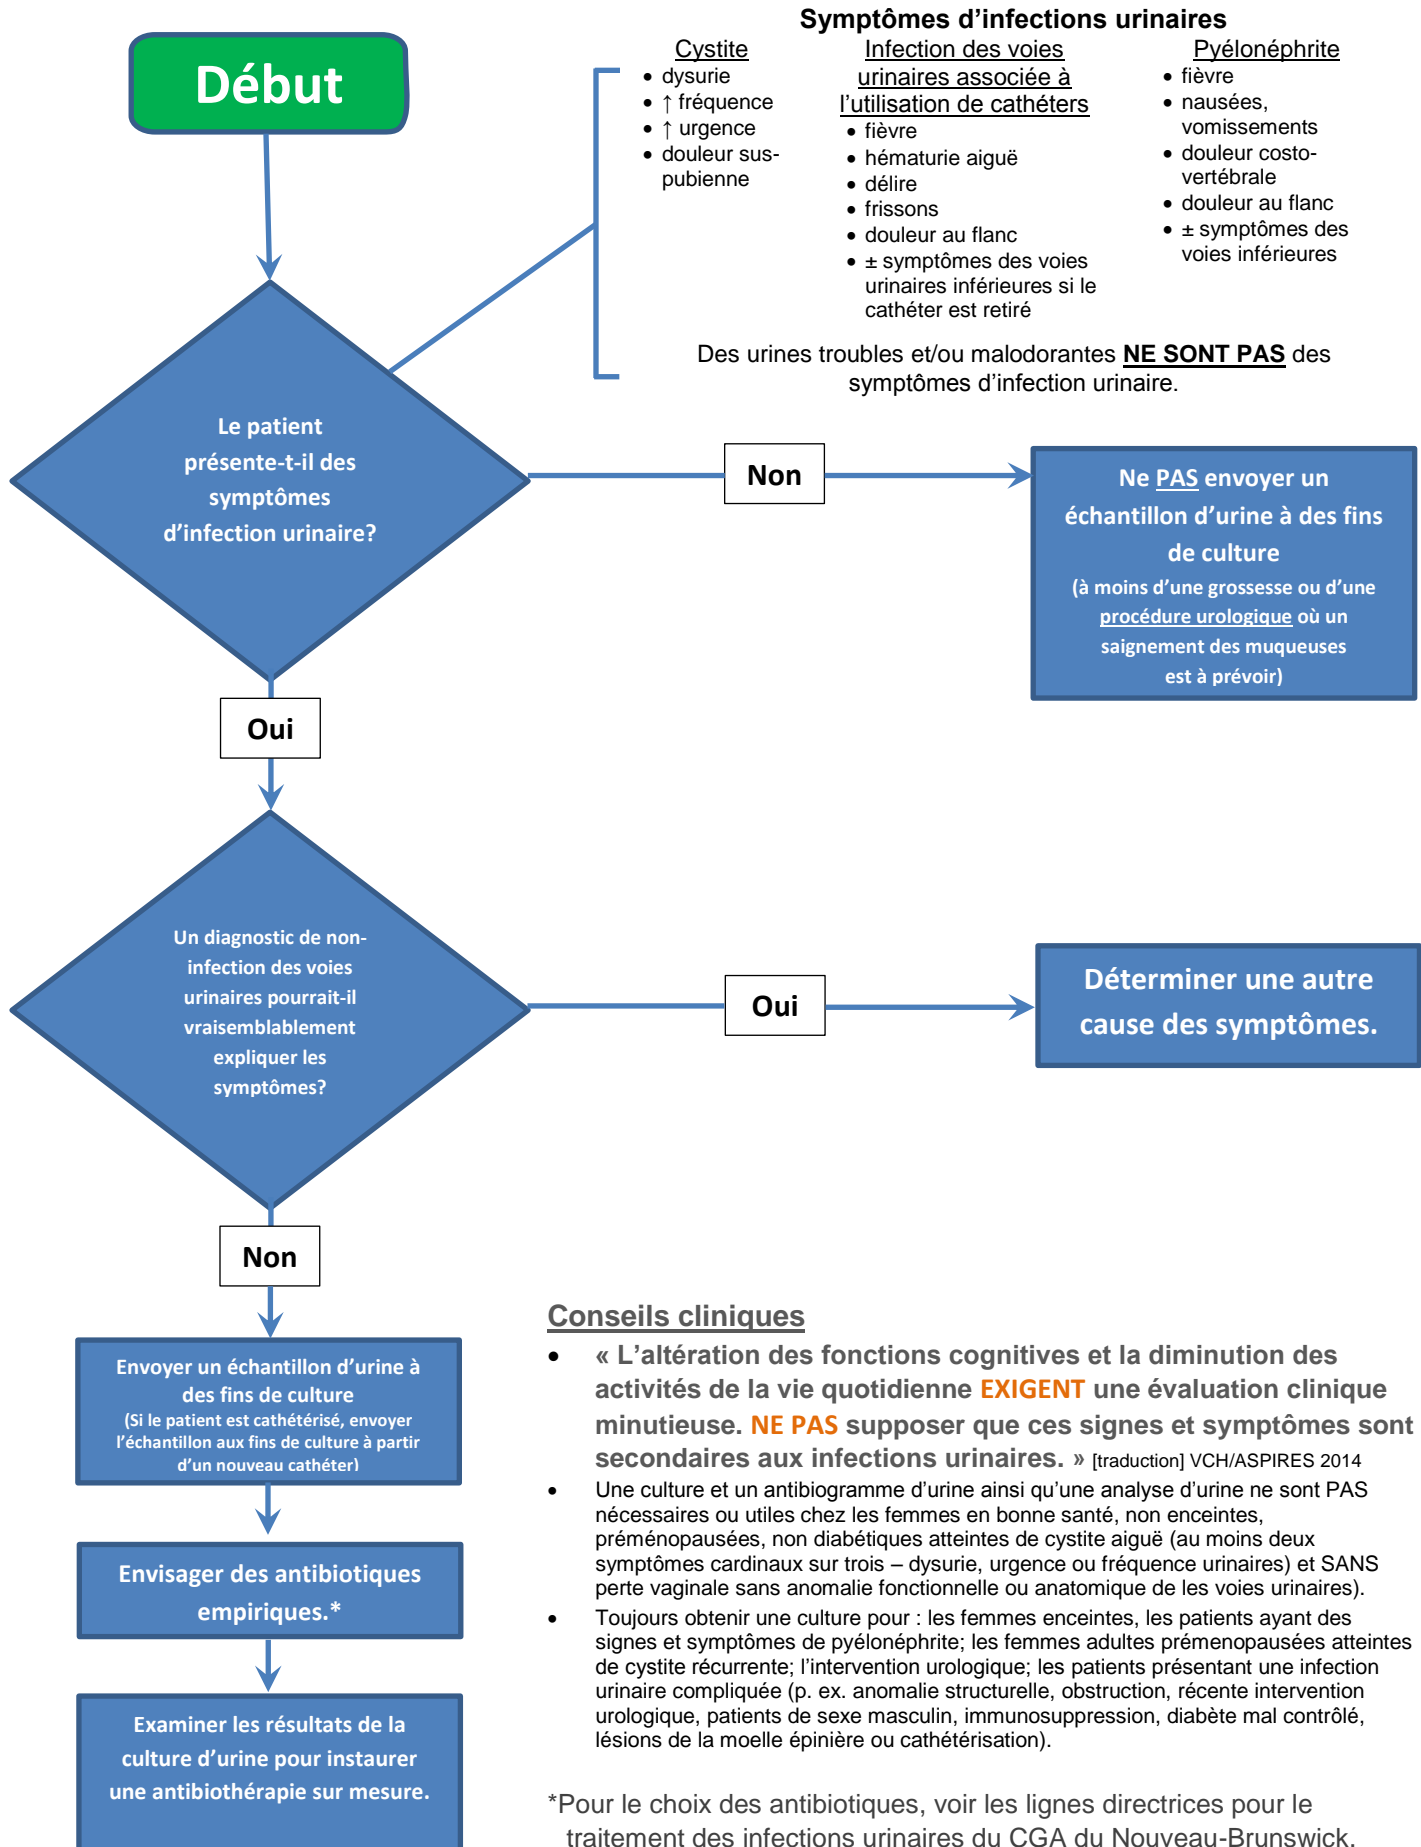 Début
Symptômes d’infections urinaires
Cystite
• dysurie
• ↑ fréquence
• ↑ urgence
• douleur sus-
pubienne
Infection des voies
urinaires associée à
l’utilisation de cathéters
• fièvre
• hématurie aiguë
• délire
• frissons
• douleur au flanc
• ± symptômes des voies
urinaires inférieures si le
cathéter est retiré
Pyélonéphrite
• fièvre
• nausées,
vomissements
• douleur costo-
vertébrale
• douleur au flanc
• ± symptômes des
voies inférieures
Des urines troubles et/ou malodorantes NE SONT PAS des
symptômes d’infection urinaire.
Le patient
présente-t-il des
symptômes
d’infection urinaire?
Non
Ne PAS envoyer un
échantillon d’urine à des fins
de culture
(à moins d’une grossesse ou d’une
procédure urologique où un
saignement des muqueuses
est à prévoir)
Oui
Un diagnostic de non-
infection des voies
urinaires pourrait-il
vraisemblablement
expliquer les
symptômes?
Oui
Déterminer une autre
cause des symptômes.
Non
Envoyer un échantillon d’urine à
des fins de culture
(Si le patient est cathétérisé, envoyer
l’échantillon aux fins de culture à partir
d’un nouveau cathéter)
Envisager des antibiotiques
empiriques.*
Examiner les résultats de la
culture d’urine pour instaurer
une antibiothérapie sur mesure.
Conseils cliniques
• « L’altération des fonctions cognitives et la diminution des
activités de la vie quotidienne EXIGENT une évaluation clinique
minutieuse. NE PAS supposer que ces signes et symptômes sont
secondaires aux infections urinaires. » [traduction] VCH/ASPIRES 2014
• Une culture et un antibiogramme d’urine ainsi qu’une analyse d’urine ne sont PAS
nécessaires ou utiles chez les femmes en bonne santé, non enceintes,
préménopausées, non diabétiques atteintes de cystite aiguë (au moins deux
symptômes cardinaux sur trois – dysurie, urgence ou fréquence urinaires) et SANS
perte vaginale sans anomalie fonctionnelle ou anatomique de les voies urinaires).
• Toujours obtenir une culture pour : les femmes enceintes, les patients ayant des
signes et symptômes de pyélonéphrite; les femmes adultes prémenopausées atteintes
de cystite récurrente; l’intervention urologique; les patients présentant une infection
urinaire compliquée (p. ex. anomalie structurelle, obstruction, récente intervention
urologique, patients de sexe masculin, immunosuppression, diabète mal contrôlé,
lésions de la moelle épinière ou cathétérisation).
*Pour le choix des antibiotiques, voir les lignes directrices pour le
traitement des infections urinaires du CGA du Nouveau-Brunswick.